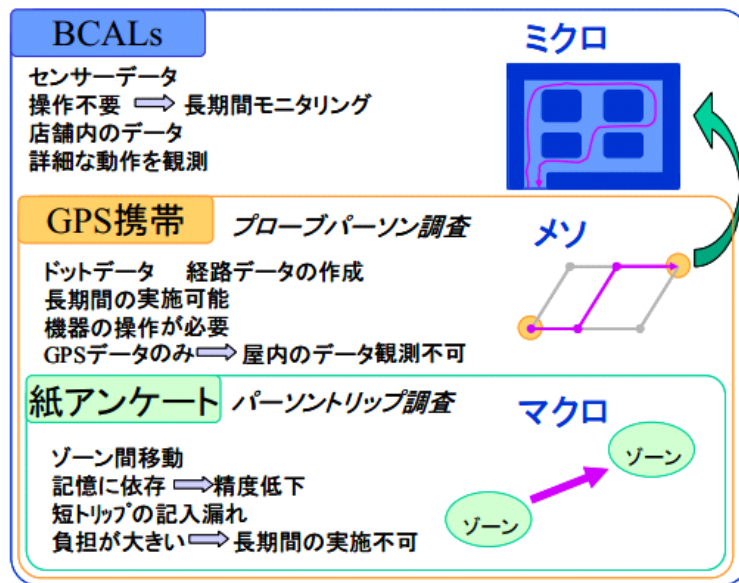 BCALs
ミクロ
センサーデータ
操作不要 ⇨ 長期間モニタリング
店舗内のデータ
詳細な動作を観測
GPS携帯 プローブパーソン調査
メソ
ドットデータ 経路データの作成
長期間の実施可能
機器の操作が必要
GPSデータのみ ⇨ 屋内のデータ観測不可
紙アンケート パーソントリップ調査
マクロ
ゾーン間移動
記憶に依存 ⇨ 精度低下
短トリップの記入漏れ
負担が大きい ⇨ 長期間の実施不可
ゾーン
ゾーン